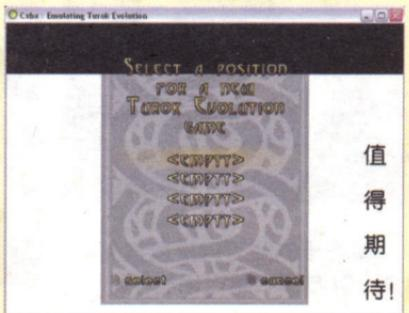 Cxbx : Emulating Turok Evolution
SELECT A POSITION
FOR A NEW
TUROK EVOLUTION
GAME
<EMPTY>
<EMPTY>
<EMPTY>
<EMPTY>
select
cancel
值得期待!